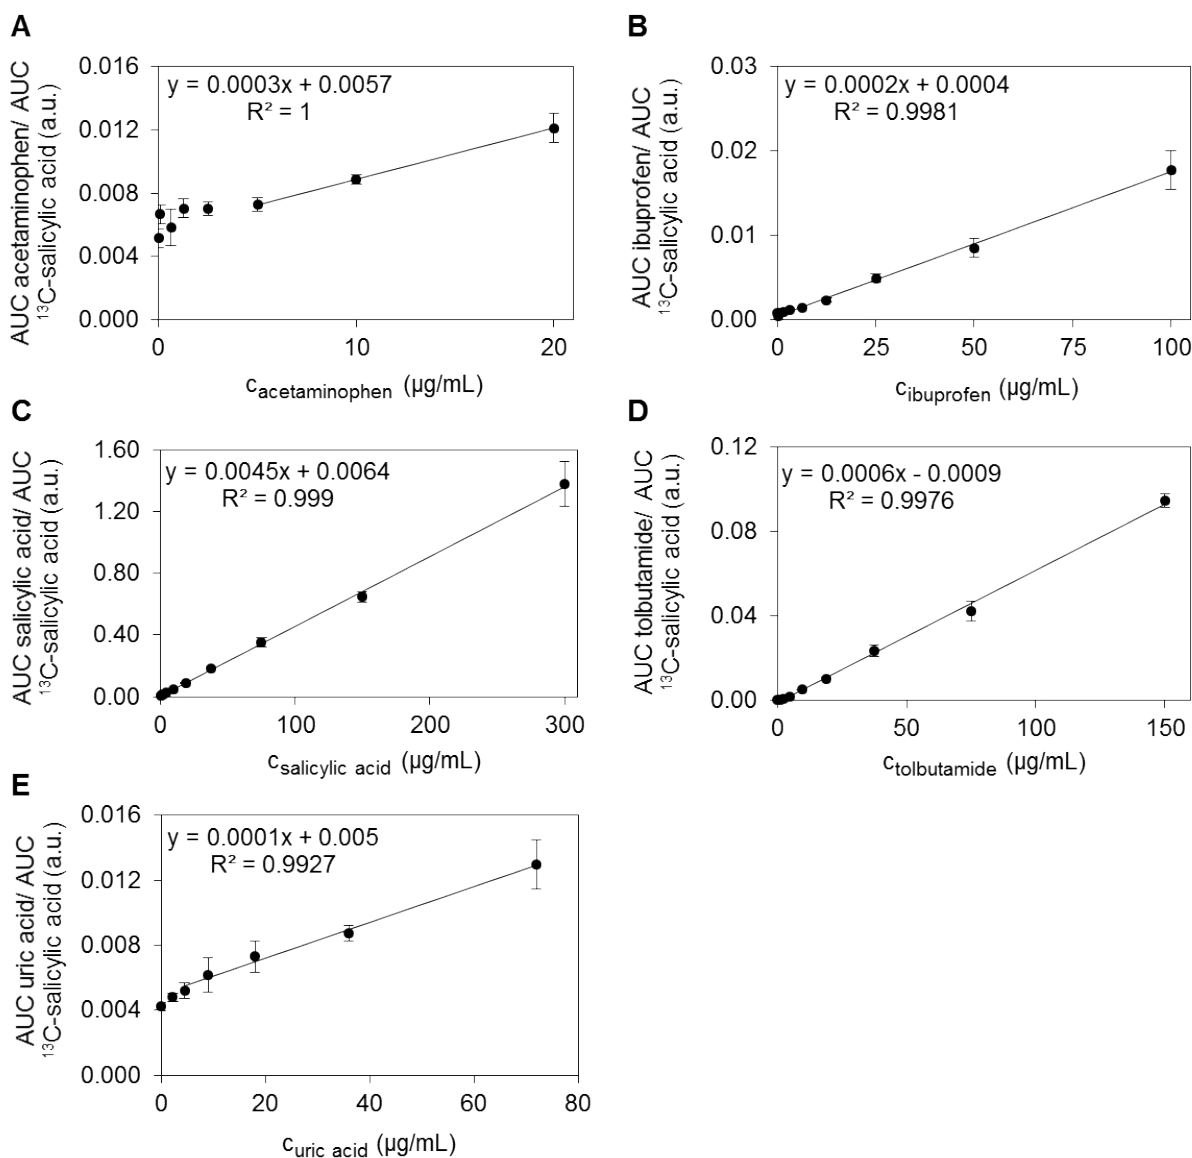 A
AUC acetaminophen/ AUC
¹³C-salicylic acid (a.u.)
y = 0.0003x + 0.0057
R² = 1
0.016
0.012
0.008
0.004
0.000
0 10 20
c_acetaminophen (µg/mL)
B
AUC ibuprofen/ AUC
¹³C-salicylic acid (a.u.)
y = 0.0002x + 0.0004
R² = 0.9981
0.03
0.02
0.01
0.00
0 25 50 75 100
c_ibuprofen (µg/mL)
C
AUC salicylic acid/ AUC
¹³C-salicylic acid (a.u.)
y = 0.0045x + 0.0064
R² = 0.999
1.60
1.20
0.80
0.40
0.00
0 100 200 300
c_salicylic acid (µg/mL)
D
AUC tolbutamide/ AUC
¹³C-salicylic acid (a.u.)
y = 0.0006x - 0.0009
R² = 0.9976
0.12
0.08
0.04
0.00
0 50 100 150
c_tolbutamide (µg/mL)
E
AUC uric acid/ AUC
¹³C-salicylic acid (a.u.)
y = 0.0001x + 0.005
R² = 0.9927
0.016
0.012
0.008
0.004
0.000
0 20 40 60 80
c_uric acid (µg/mL)